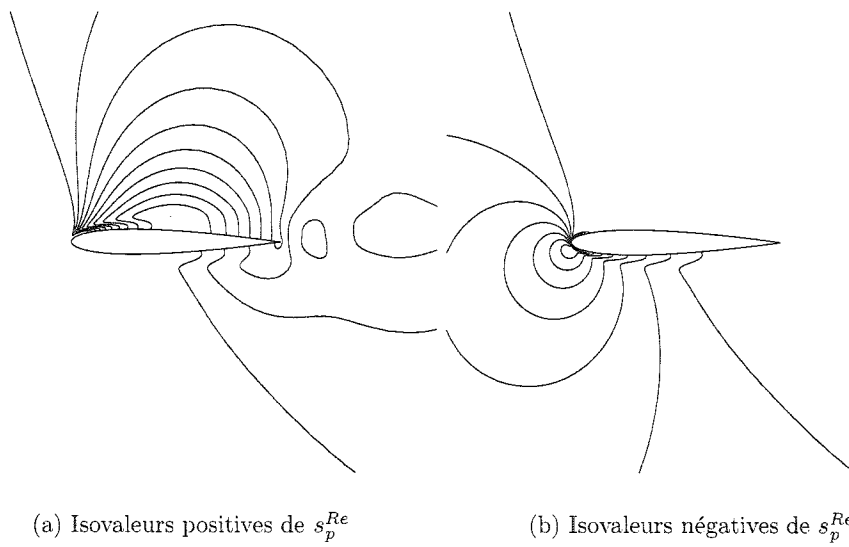 (a) Isovaleurs positives de $s_p^{Re}$
(b) Isovaleurs négatives de $s_p^{Re}$